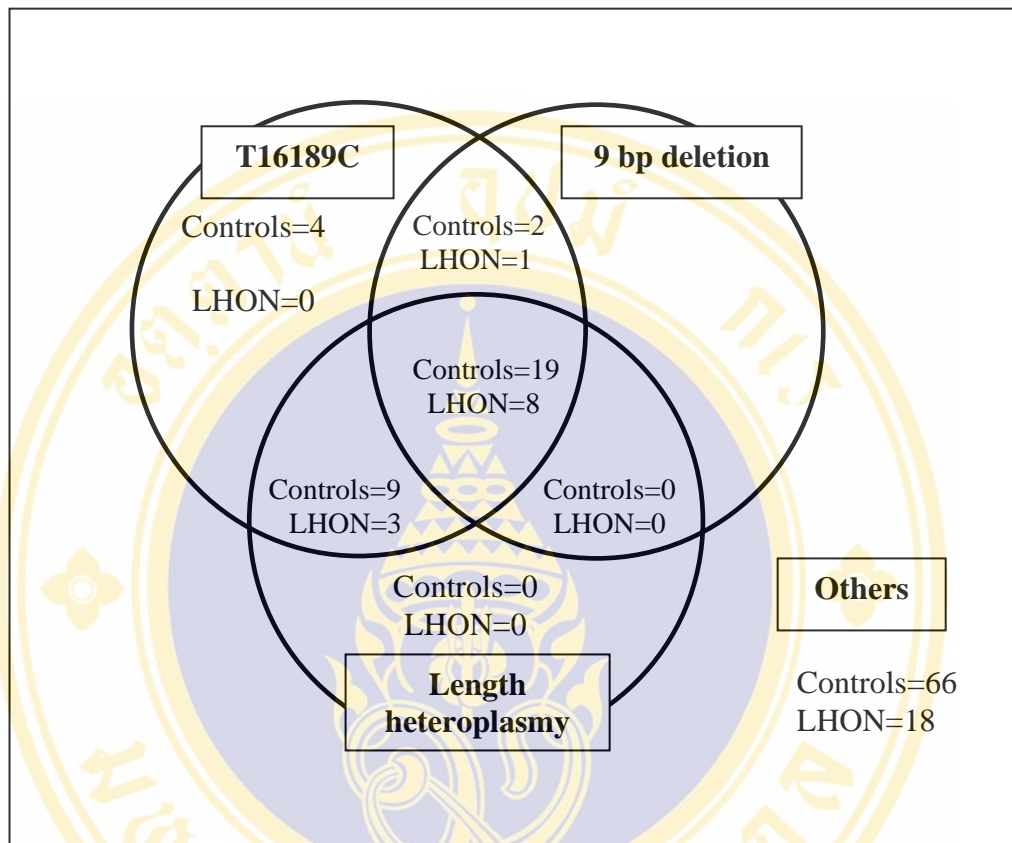 T16189C
9 bp deletion
Controls=4
LHON=0
Controls=2
LHON=1
Controls=19
LHON=8
Controls=9
LHON=3
Controls=0
LHON=0
Controls=0
LHON=0
Length
heteroplasmy
Others
Controls=66
LHON=18